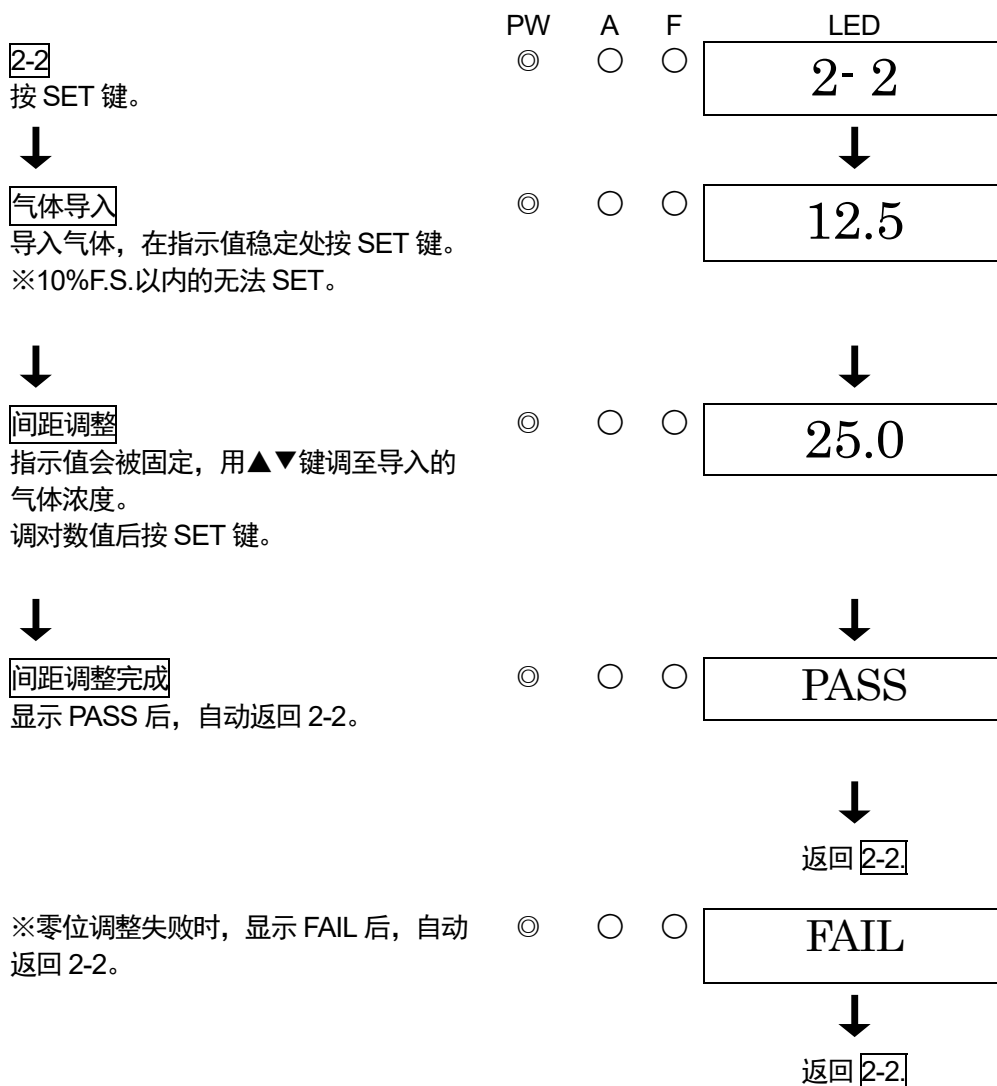 PW A F LED
2-2 ◎ ○ ○ 2- 2
按 SET 键。
↓ ↓
气体导入 ◎ ○ ○ 12.5
导入气体，在指示值稳定处按 SET 键。
※10%F.S.以内的无法 SET。
↓ ↓
间距调整 ◎ ○ ○ 25.0
指示值会被固定，用▲▼键调至导入的
气体浓度。
调对数值后按 SET 键。
↓ ↓
间距调整完成 ◎ ○ ○ PASS
显示 PASS 后，自动返回 2-2。
↓
返回 2-2.
※零位调整失败时，显示 FAIL 后，自动 ◎ ○ ○ FAIL
返回 2-2。
↓
返回 2-2.